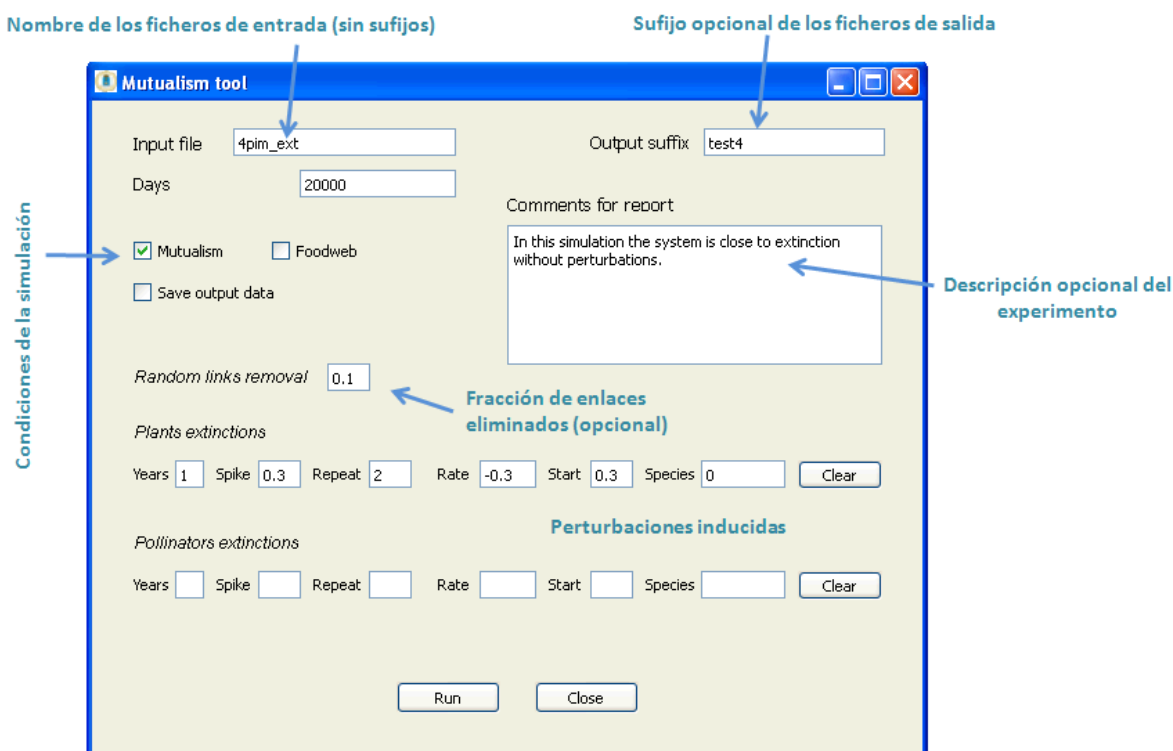 Nombre de los ficheros de entrada (sin sufijos)
Sufijo opcional de los ficheros de salida
Mutualism tool
Input file 4pim_ext
Output suffix test4
Days 20000
Comments for report
In this simulation the system is close to extinction
without perturbations.
Condiciones de la simulación
Mutualism Foodweb
Save output data
Descripción opcional del
experimento
Random links removal 0.1
Fracción de enlaces
eliminados (opcional)
Plants extinctions
Years 1 Spike 0.3 Repeat 2 Rate -0.3 Start 0.3 Species 0 Clear
Perturbaciones inducidas
Pollinators extinctions
Years Spike Repeat Rate Start Species Clear
Run Close